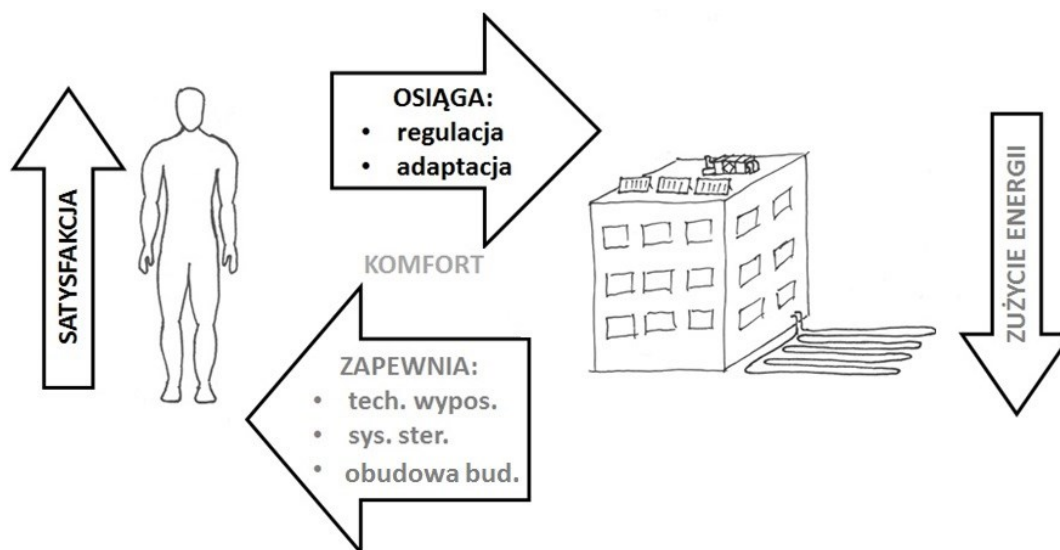 SATYSFAKCJA
OSIĄGA:
• regulacja
• adaptacja
KOMFORT
ZAPEWNIA:
• tech. wypos.
• sys. ster.
• obudowa bud.
ZUŻYCIE ENERGII